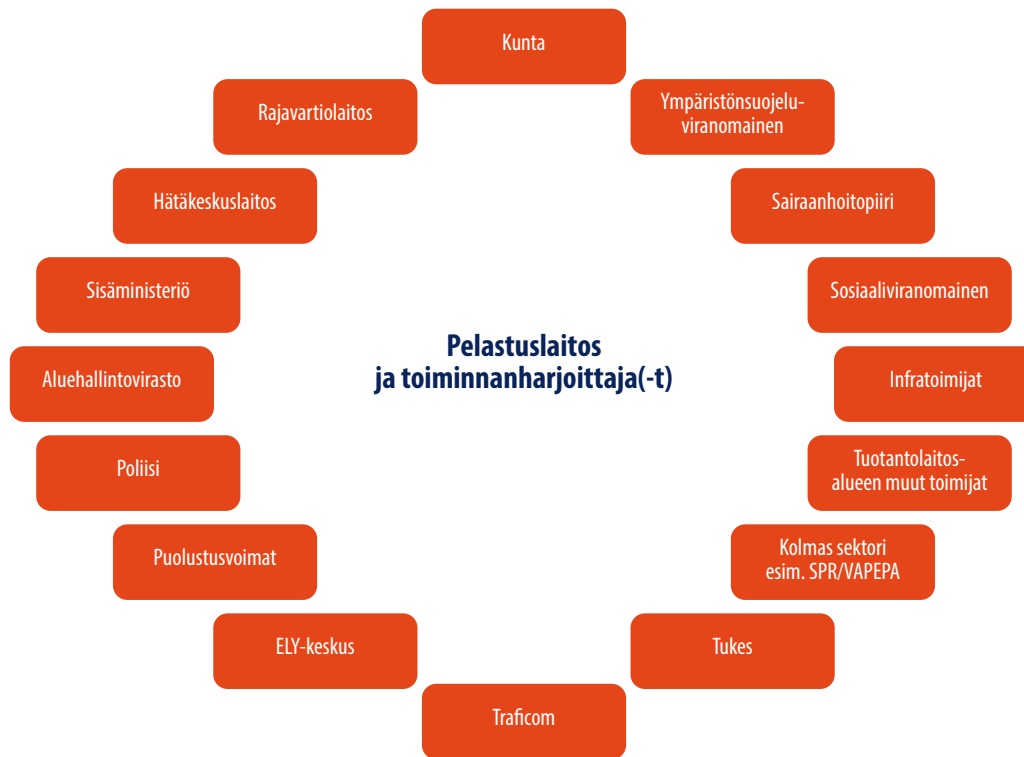 Kunta
Rajavartiolaitos
Ympäristönsuojelu-
viranomainen
Hätäkeskuslaitos
Sairaanhoitopiiri
Sisäministeriö
Sosiaaliviranomainen
Pelastuslaitos
ja toiminnanharjoittaja(-t)
Aluehallintovirasto
Infratoimijat
Poliisi
Tuotantolaitos-
alueen muut toimijat
Puolustusvoimat
Kolmas sektori
esim. SPR/VAPEPA
ELY-keskus
Tukes
Traficom